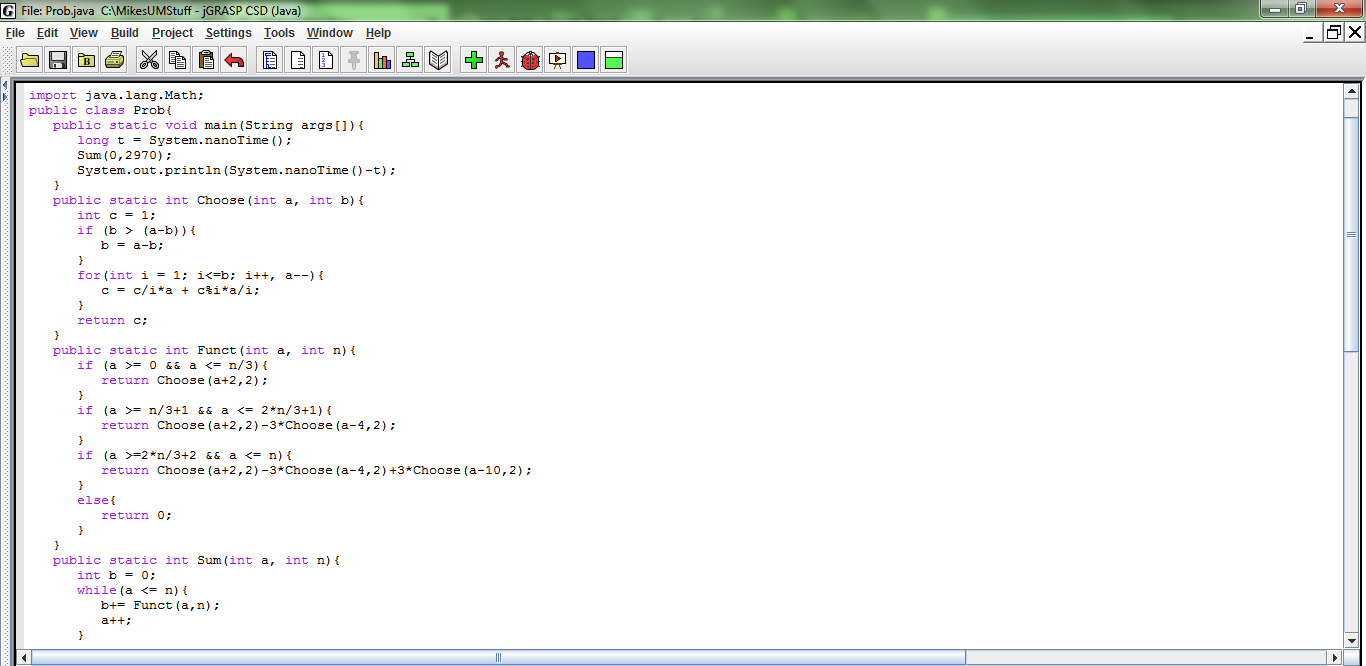 File: Prob.java  C:\MikesUMStuff - jGRASP CSD (Java)
File Edit View Build Project Settings Tools Window Help
import java.lang.Math;
public class Prob{
   public static void main(String args[]){
      long t = System.nanoTime();
      Sum(0,2970);
      System.out.println(System.nanoTime()-t);
   }
   public static int Choose(int a, int b){
      int c = 1;
      if (b > (a-b)){
         b = a-b;
      }
      for(int i = 1; i<=b; i++, a--){
         c = c/i*a + c%i*a/i;
      }
      return c;
   }
   public static int Funct(int a, int n){
      if (a >= 0 && a <= n/3){
         return Choose(a+2,2);
      }
      if (a >= n/3+1 && a <= 2*n/3+1){
         return Choose(a+2,2)-3*Choose(a-4,2);
      }
      if (a >=2*n/3+2 && a <= n){
         return Choose(a+2,2)-3*Choose(a-4,2)+3*Choose(a-10,2);
      }
      else{
         return 0;
      }
   }
   public static int Sum(int a, int n){
      int b = 0;
      while(a <= n){
         b+= Funct(a,n);
         a++;
      }